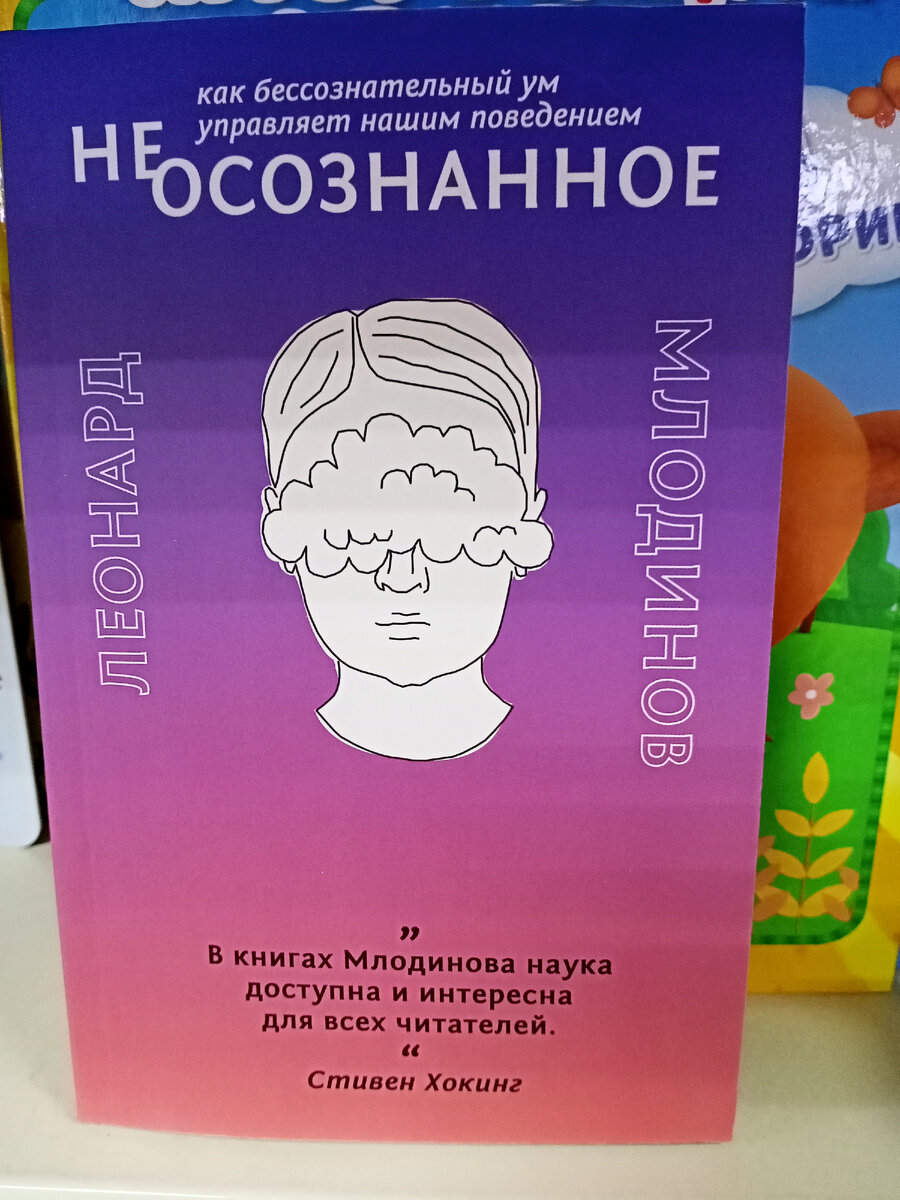 как бессознательный ум
управляет нашим поведением
НЕОСОЗНАННОЕ
ЛЕОНАРД
МЛОДИНОВ
”
В книгах Млодинова наука
доступна и интересна
для всех читателей.
“
Стивен Хокинг